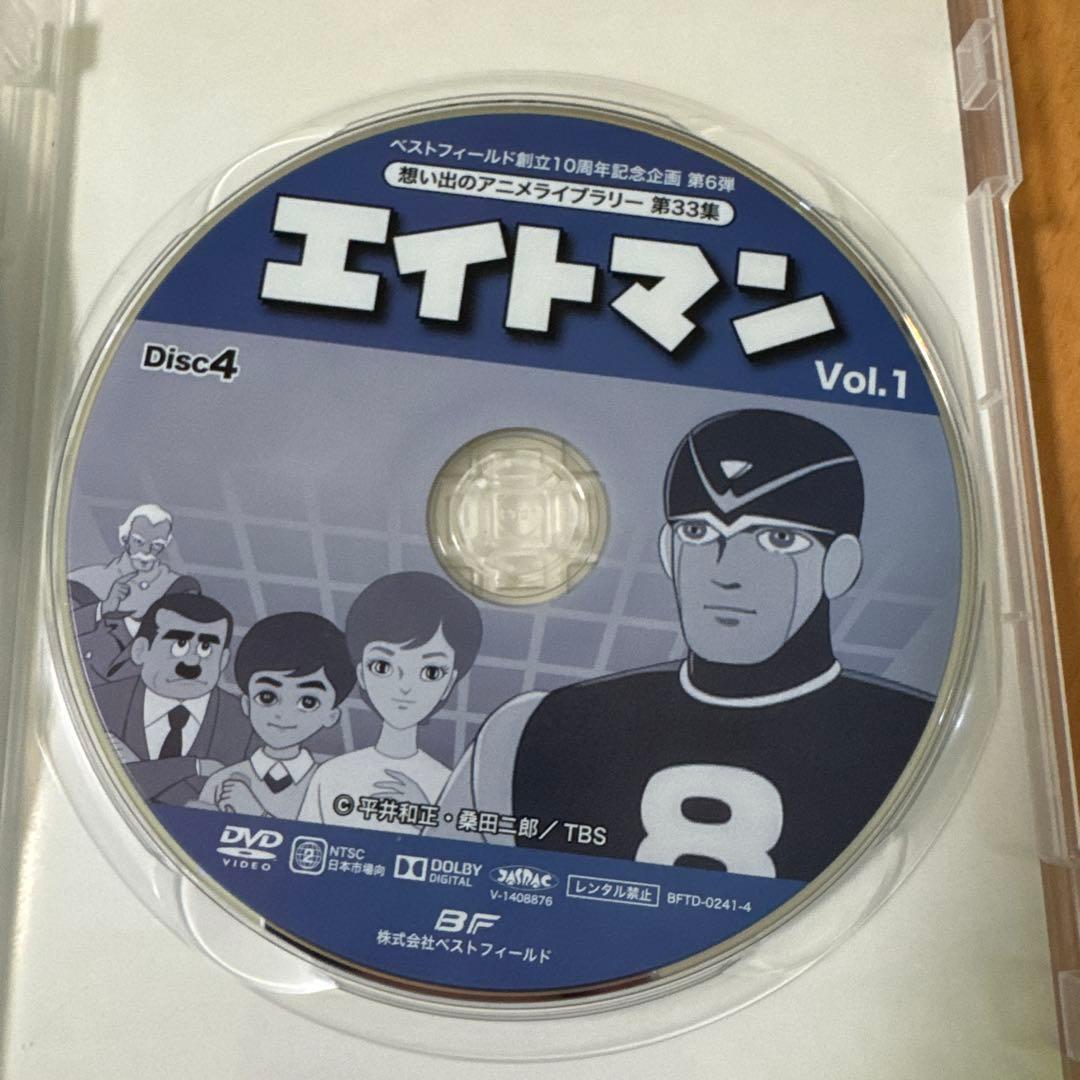 ベストフィールド創立10周年記念企画 第6弾
想い出のアニメライブラリー 第33集
エイトマン
Vol.1
Disc4
8
© 平井和正・桑田二郎/TBS
DVD
VIDEO
2
NTSC
日本市場向
DOLBY
DIGITAL
JASRAC
V-1408876
レンタル禁止
BFTD-0241-4
BF
株式会社ベストフィールド